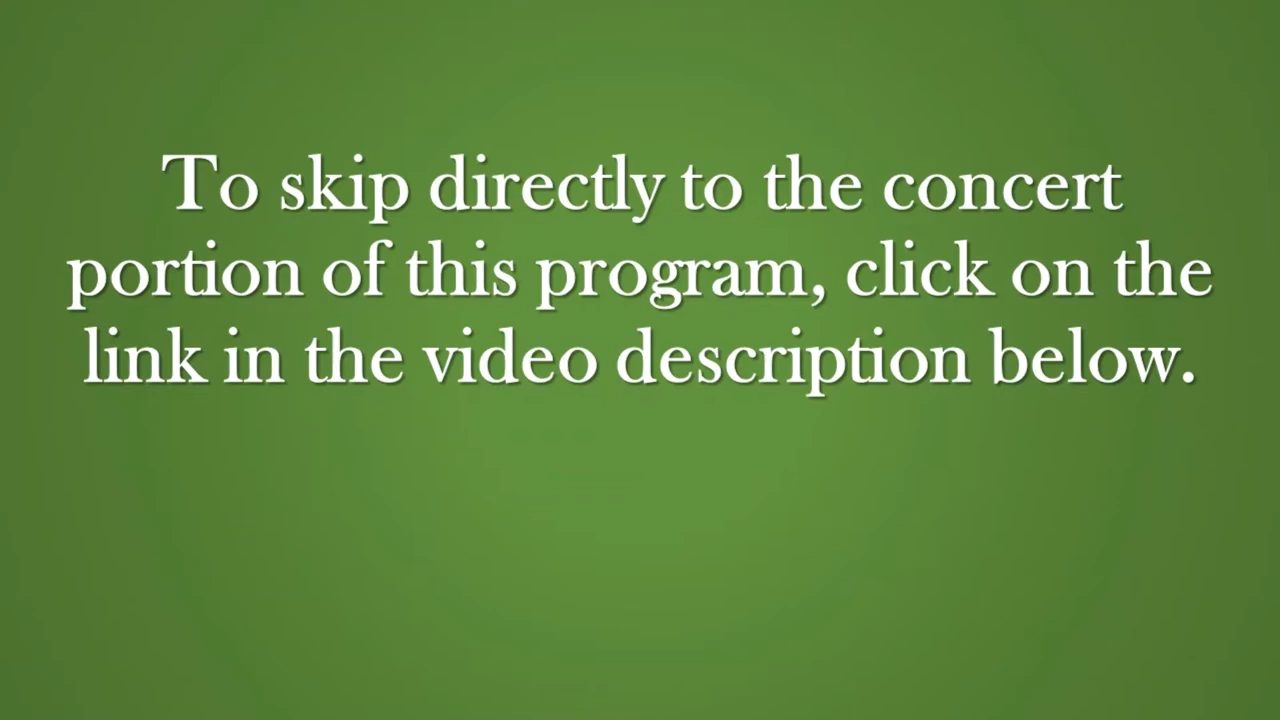 To skip directly to the concert
portion of this program, click on the
link in the video description below.